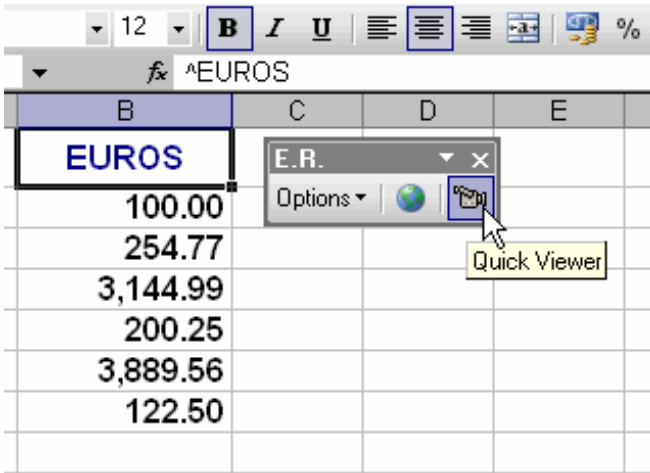 12 B I U %
fx ^EUROS
B C D E
EUROS
E.R.
100.00
Options
254.77
Quick Viewer
3,144.99
200.25
3,889.56
122.50